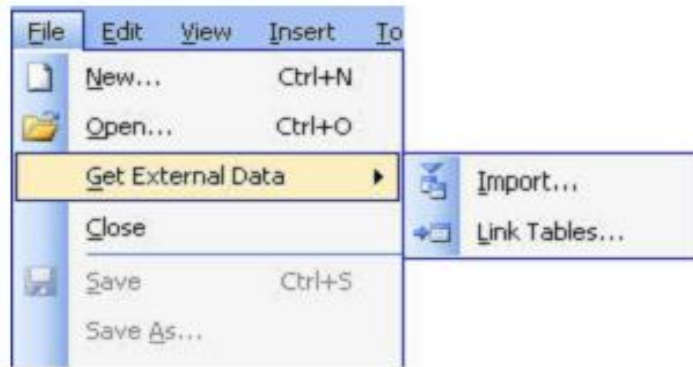 File Edit View Insert To
New... Ctrl+N
Open... Ctrl+O
Get External Data
Import...
Link Tables...
Close
Save Ctrl+S
Save As...